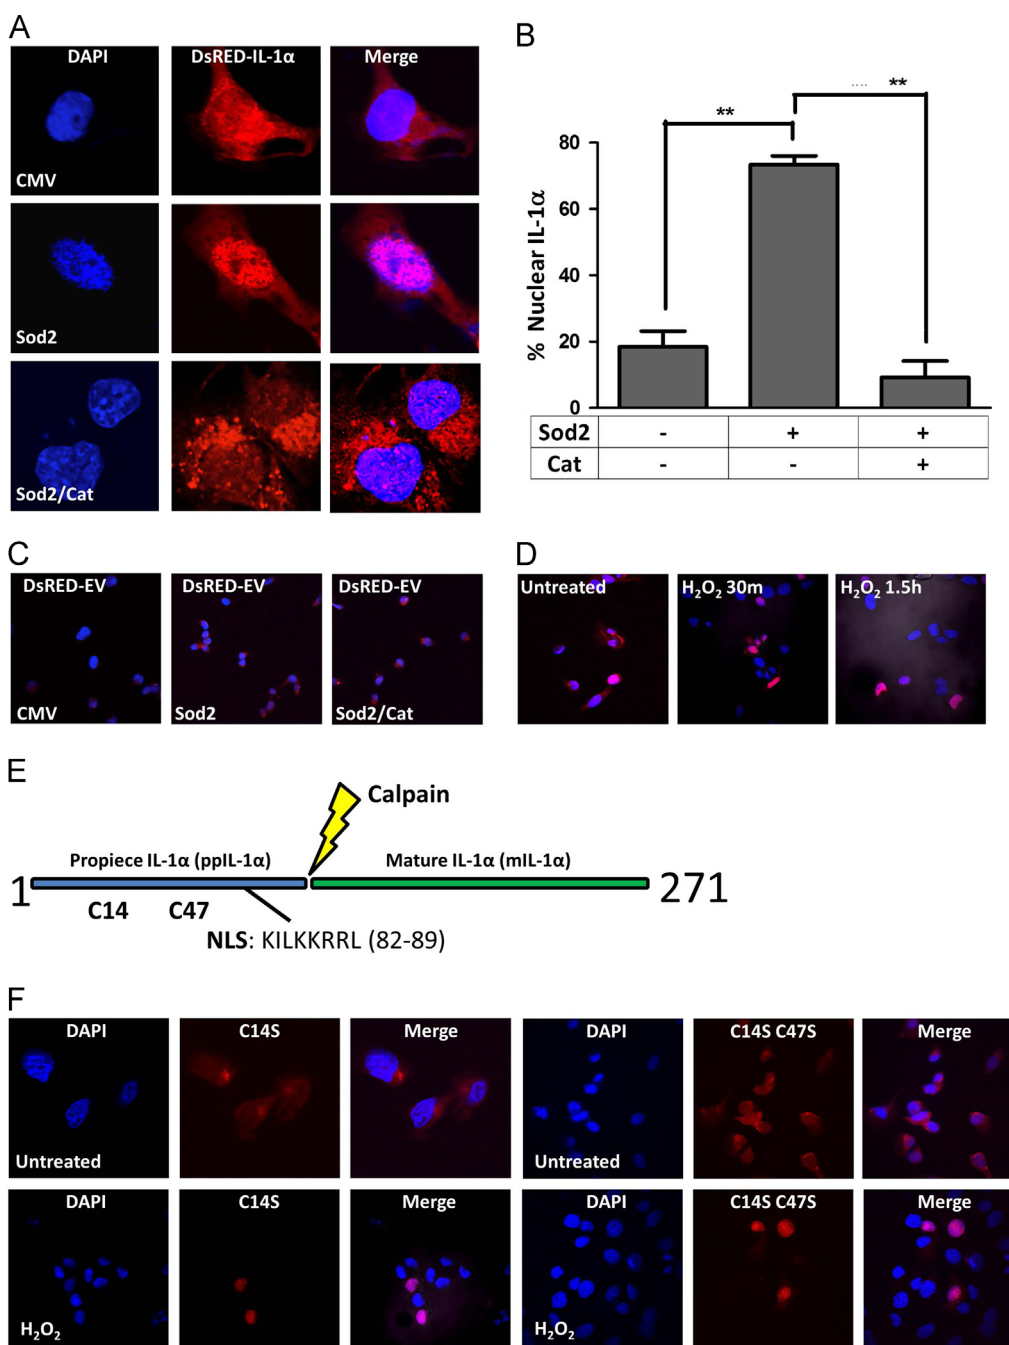 A
DAPI DsRED-IL-1α Merge
CMV
Sod2
Sod2/Cat
B
% Nuclear IL-1α
80
60
40
20
0
**
**
Sod2 - + +
Cat - - +
C
DsRED-EV DsRED-EV DsRED-EV
CMV Sod2 Sod2/Cat
D
Untreated H₂O₂ 30m H₂O₂ 1.5h
E
Calpain
Propiece IL-1α (ppIL-1α) Mature IL-1α (mIL-1α)
1 271
C14 C47
NLS: KILKKRRL (82-89)
F
DAPI C14S Merge DAPI C14S C47S Merge
Untreated Untreated
DAPI C14S Merge DAPI C14S C47S Merge
H₂O₂ H₂O₂